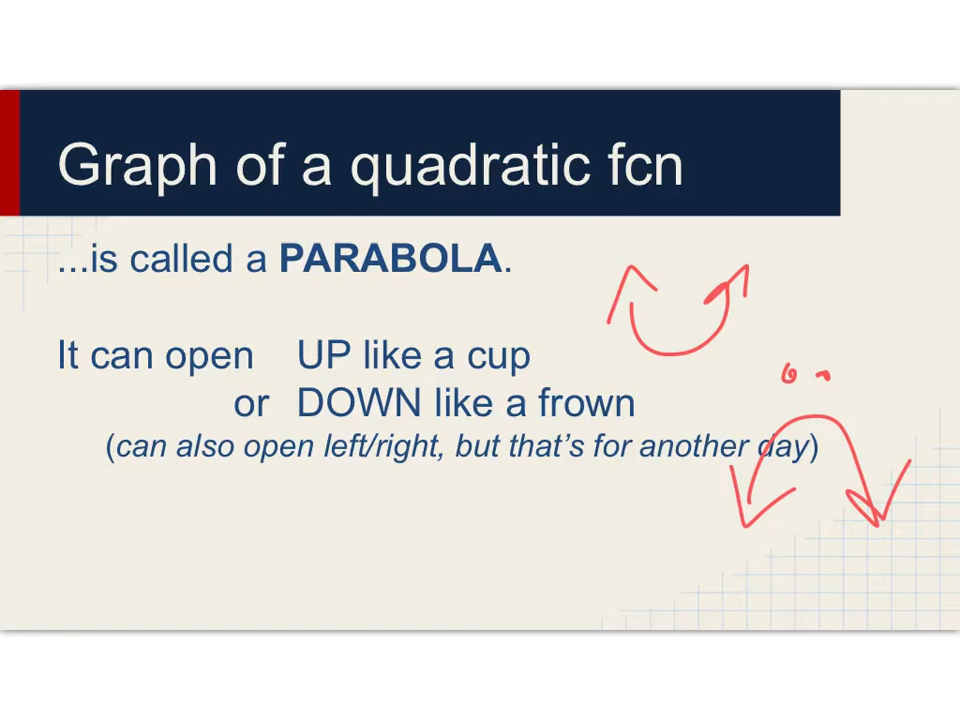 Graph of a quadratic fcn
...is called a PARABOLA.
It can open UP like a cup
or DOWN like a frown
(can also open left/right, but that's for another day)